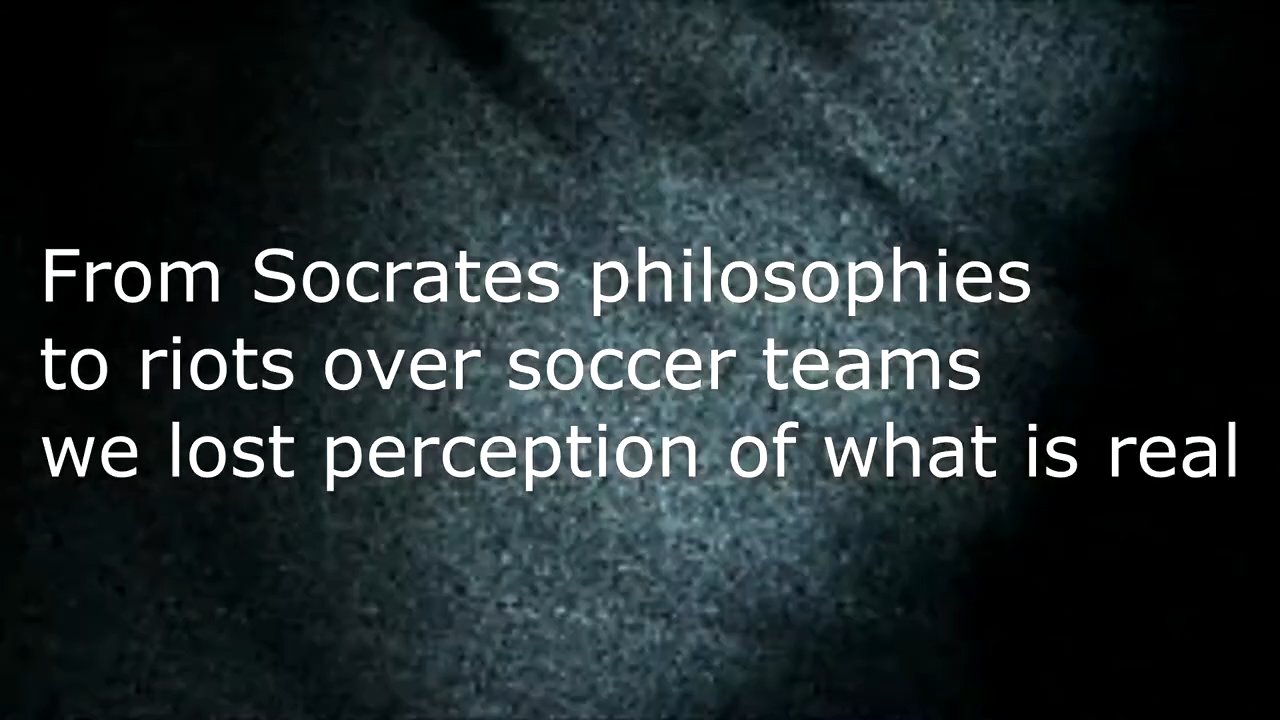 From Socrates philosophies
to riots over soccer teams
we lost perception of what is real